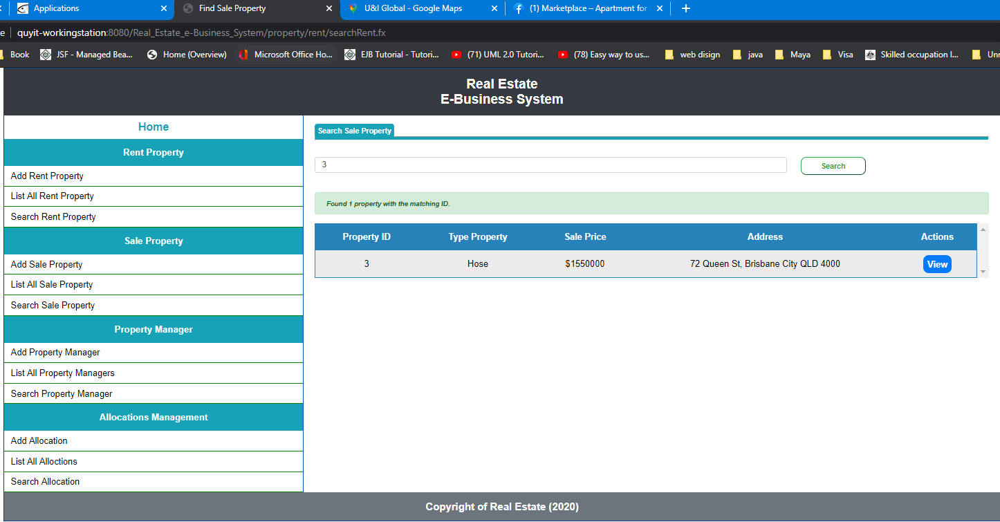 Applications
Find Sale Property
U&I Global - Google Maps
(1) Marketplace – Apartment for
e quyit-workingstation:8080/Real_Estate_e-Business_System/property/rent/searchRent.fx
Book JSF - Managed Bea... Home (Overview) Microsoft Office Ho... EJB Tutorial - Tutori... (71) UML 2.0 Tutori... (78) Easy way to us... web disign java Maya Visa Skilled occupation l... Unr
Real Estate
E-Business System
Home
Rent Property
Add Rent Property
List All Rent Property
Search Rent Property
Sale Property
Add Sale Property
List All Sale Property
Search Sale Property
Property Manager
Add Property Manager
List All Property Managers
Search Property Manager
Allocations Management
Add Allocation
List All Alloctions
Search Allocation
Search Sale Property
3 Search
Found 1 property with the matching ID.
Property ID Type Property Sale Price Address Actions
3 Hose $1550000 72 Queen St, Brisbane City QLD 4000 View
Copyright of Real Estate (2020)